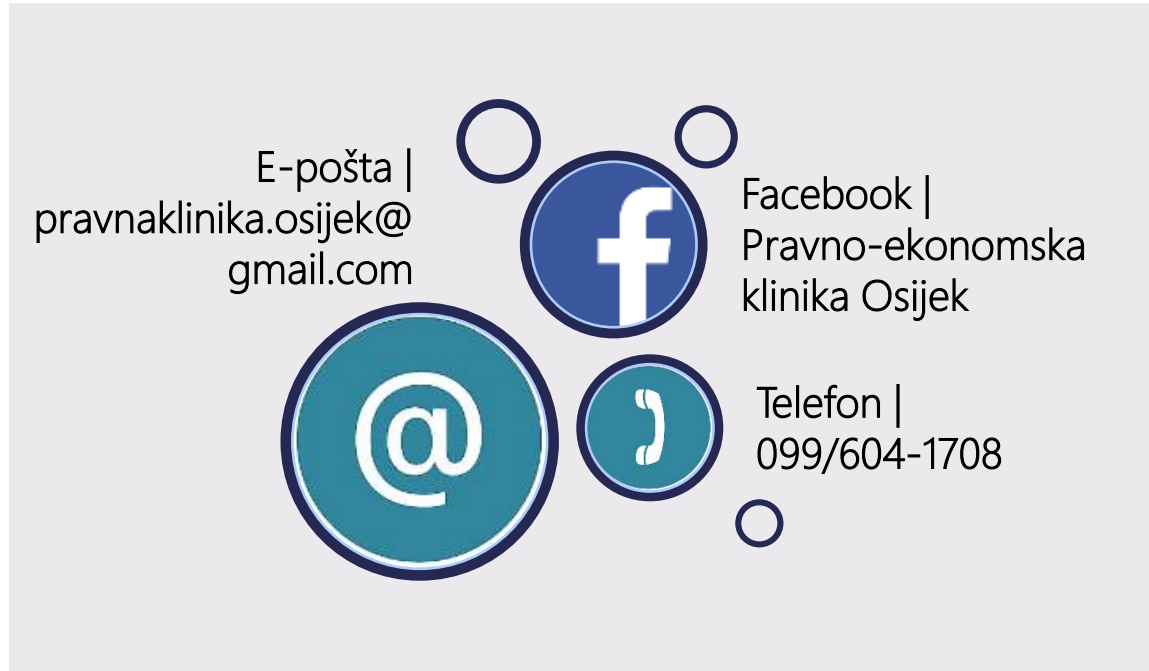 E-pošta |
pravnaklinika.osijek@
gmail.com
Facebook |
Pravno-ekonomska
klinika Osijek
Telefon |
099/604-1708